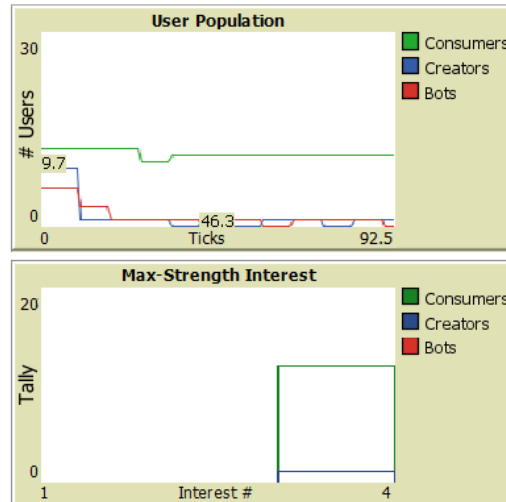 User Population
30
# Users
9.7
0
46.3
0
Ticks
92.5
Consumers
Creators
Bots
Max-Strength Interest
20
Tally
0
1
Interest #
4
Consumers
Creators
Bots